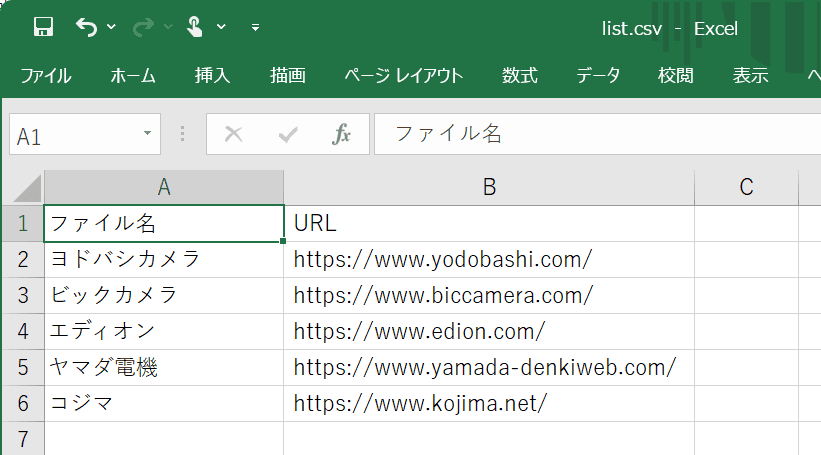 list.csv - Excel
ファイル ホーム 挿入 描画 ページ レイアウト 数式 データ 校閲 表示
A1 fx ファイル名
A B C
1 ファイル名 URL
2 ヨドバシカメラ https://www.yodobashi.com/
3 ビックカメラ https://www.biccamera.com/
4 エディオン https://www.edion.com/
5 ヤマダ電機 https://www.yamada-denkiweb.com/
6 コジマ https://www.kojima.net/
7